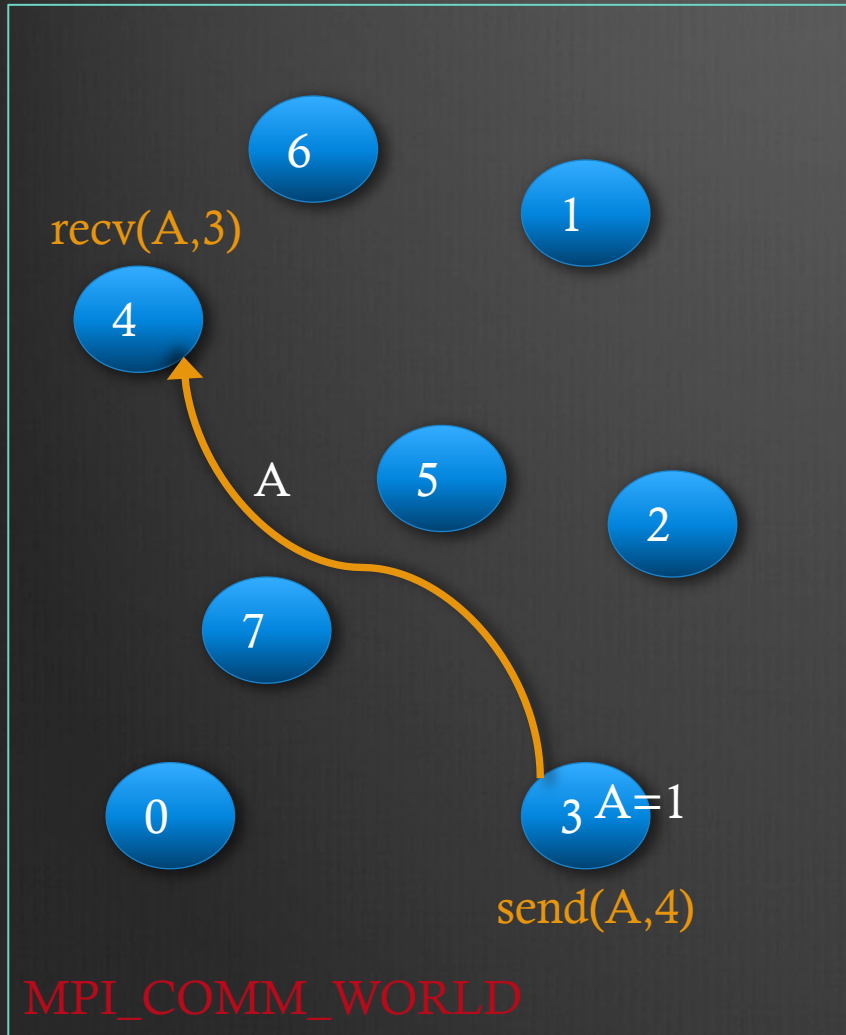 6
1
recv(A,3)
4
A
5
2
7
0
3
A=1
send(A,4)
MPI_COMM_WORLD